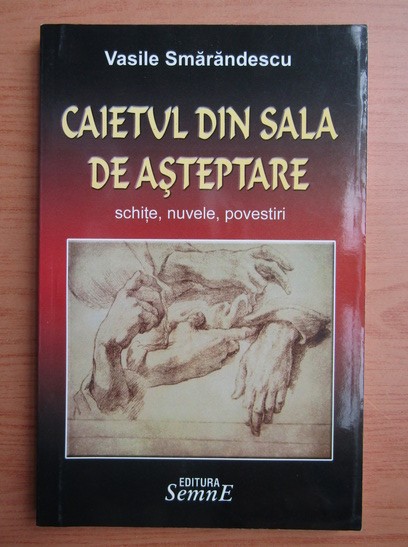 Vasile Smărăndescu
CAIETUL DIN SALA
DE AŞTEPTARE
schiţe, nuvele, povestiri
EDITURA
SemnE